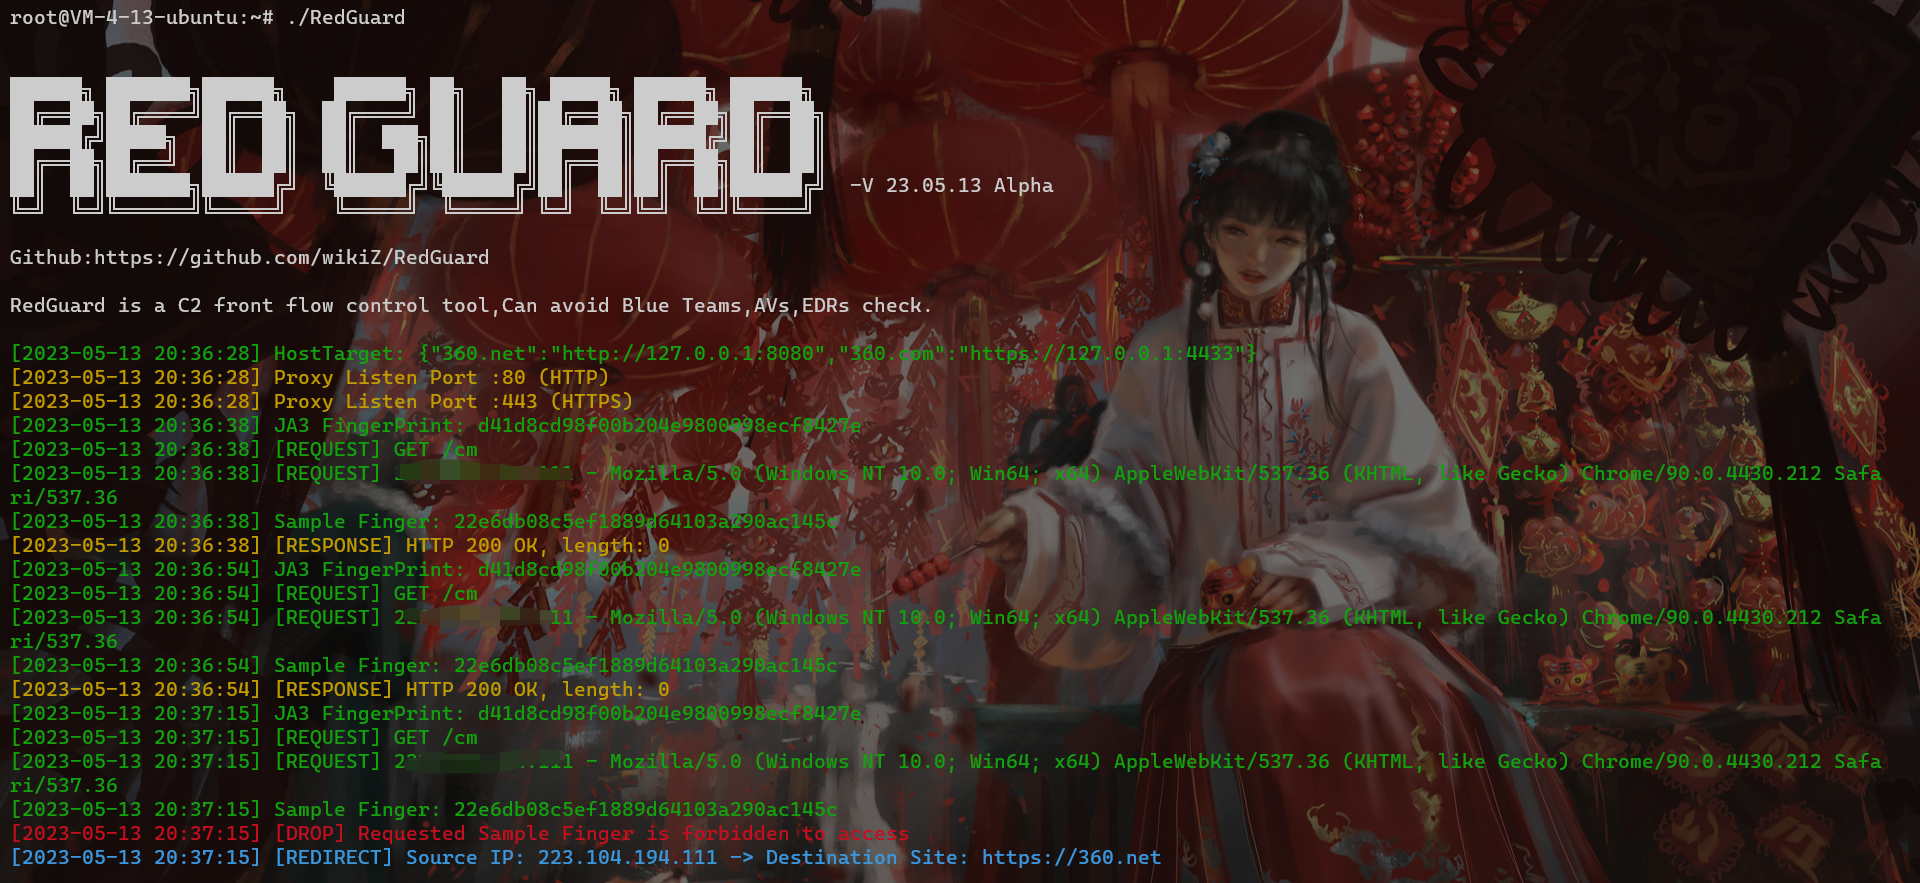 root@VM-4-13-ubuntu:~# ./RedGuard
RED GUARD
-V 23.05.13 Alpha
Github:https://github.com/wikiZ/RedGuard
RedGuard is a C2 front flow control tool,Can avoid Blue Teams,AVs,EDRs check.
[2023-05-13 20:36:28] HostTarget: {"360.net":"http://127.0.0.1:8080","360.com":"https://127.0.0.1:4433"}
[2023-05-13 20:36:28] Proxy Listen Port :80 (HTTP)
[2023-05-13 20:36:28] Proxy Listen Port :443 (HTTPS)
[2023-05-13 20:36:38] JA3 FingerPrint: d41d8cd98f00b204e9800998ecf8427e
[2023-05-13 20:36:38] [REQUEST] GET /cm
[2023-05-13 20:36:38] [REQUEST] - Mozilla/5.0 (Windows NT 10.0; Win64; x64) AppleWebKit/537.36 (KHTML, like Gecko) Chrome/90.0.4430.212 Safa
ri/537.36
[2023-05-13 20:36:38] Sample Finger: 22e6db08c5ef1889d64103a290ac145c
[2023-05-13 20:36:38] [RESPONSE] HTTP 200 OK, length: 0
[2023-05-13 20:36:54] JA3 FingerPrint: d41d8cd98f00b204e9800998ecf8427e
[2023-05-13 20:36:54] [REQUEST] GET /cm
[2023-05-13 20:36:54] [REQUEST] - Mozilla/5.0 (Windows NT 10.0; Win64; x64) AppleWebKit/537.36 (KHTML, like Gecko) Chrome/90.0.4430.212 Safa
ri/537.36
[2023-05-13 20:36:54] Sample Finger: 22e6db08c5ef1889d64103a290ac145c
[2023-05-13 20:36:54] [RESPONSE] HTTP 200 OK, length: 0
[2023-05-13 20:37:15] JA3 FingerPrint: d41d8cd98f00b204e9800998ecf8427e
[2023-05-13 20:37:15] [REQUEST] GET /cm
[2023-05-13 20:37:15] [REQUEST] - Mozilla/5.0 (Windows NT 10.0; Win64; x64) AppleWebKit/537.36 (KHTML, like Gecko) Chrome/90.0.4430.212 Safa
ri/537.36
[2023-05-13 20:37:15] Sample Finger: 22e6db08c5ef1889d64103a290ac145c
[2023-05-13 20:37:15] [DROP] Requested Sample Finger is forbidden to access
[2023-05-13 20:37:15] [REDIRECT] Source IP: 223.104.194.111 -> Destination Site: https://360.net